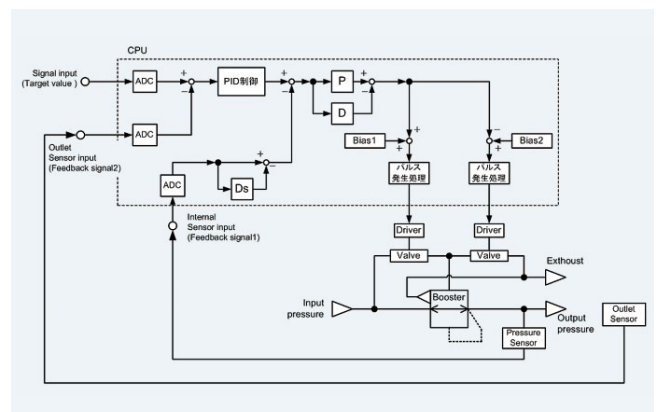 CPU
Signal input
(Target value )
ADC
+
−
PID制御
+
−
P
D
+
−
ADC
Outlet
Sensor input
(Feedback signal2)
ADC
Ds
+
−
Bias1
+
+
Bias2
−
+
パルス
発生処理
パルス
発生処理
Internal
Sensor input
(Feedback signal1)
Driver
Driver
Valve
Valve
Exthoust
Input
pressure
Booster
Output
pressure
Pressure
Sensor
Outlet
Sensor